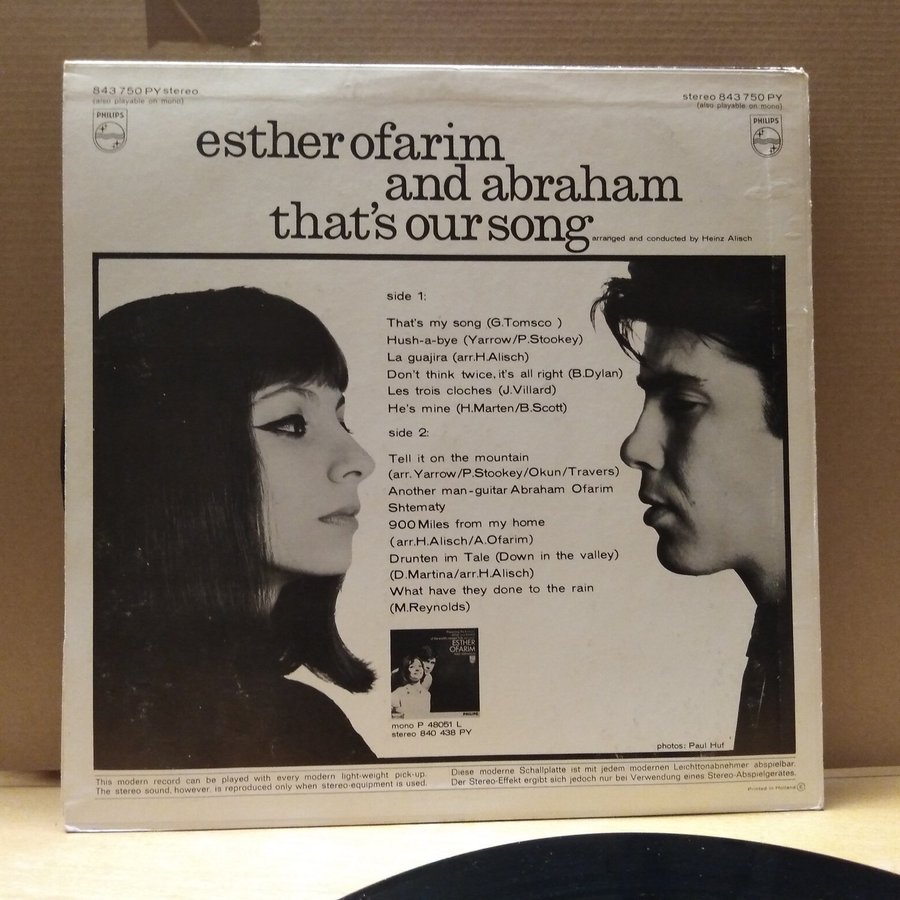 843 750 PY stereo
(also playable on mono)
stereo 843 750 PY
(also playable on mono)
PHILIPS
PHILIPS
esther ofarim
and abraham
that's our song
arranged and conducted by Heinz Alisch
side 1:
That's my song (G.Tomsco )
Hush-a-bye (Yarrow/P.Stookey)
La guajira (arr.H.Alisch)
Don't think twice, it's all right (B.Dylan)
Les trois cloches (J.Villard)
He's mine (H.Marten/B.Scott)
side 2:
Tell it on the mountain
(arr. Yarrow/P.Stookey/Okun/Travers)
Another man-guitar Abraham Ofarim
Shtematy
900 Miles from my home
(arr.H.Alisch/A.Ofarim)
Drunten im Tale (Down in the valley)
(D.Martina/arr.H.Alisch)
What have they done to the rain
(M.Reynolds)
ESTHER
OFARIM
PHILIPS
mono P 48051 L
stereo 840 438 PY
photos: Paul Huf
This modern record can be played with every modern light-weight pick-up.
The stereo sound, however, is reproduced only when stereo-equipment is used.
Diese moderne Schallplatte ist mit jedem modernen Leichttonabnehmer abspielbar.
Der Stereo-Effekt ergibt sich jedoch nur bei Verwendung eines Stereo-Abspielgerätes.
Printed in Holland ©